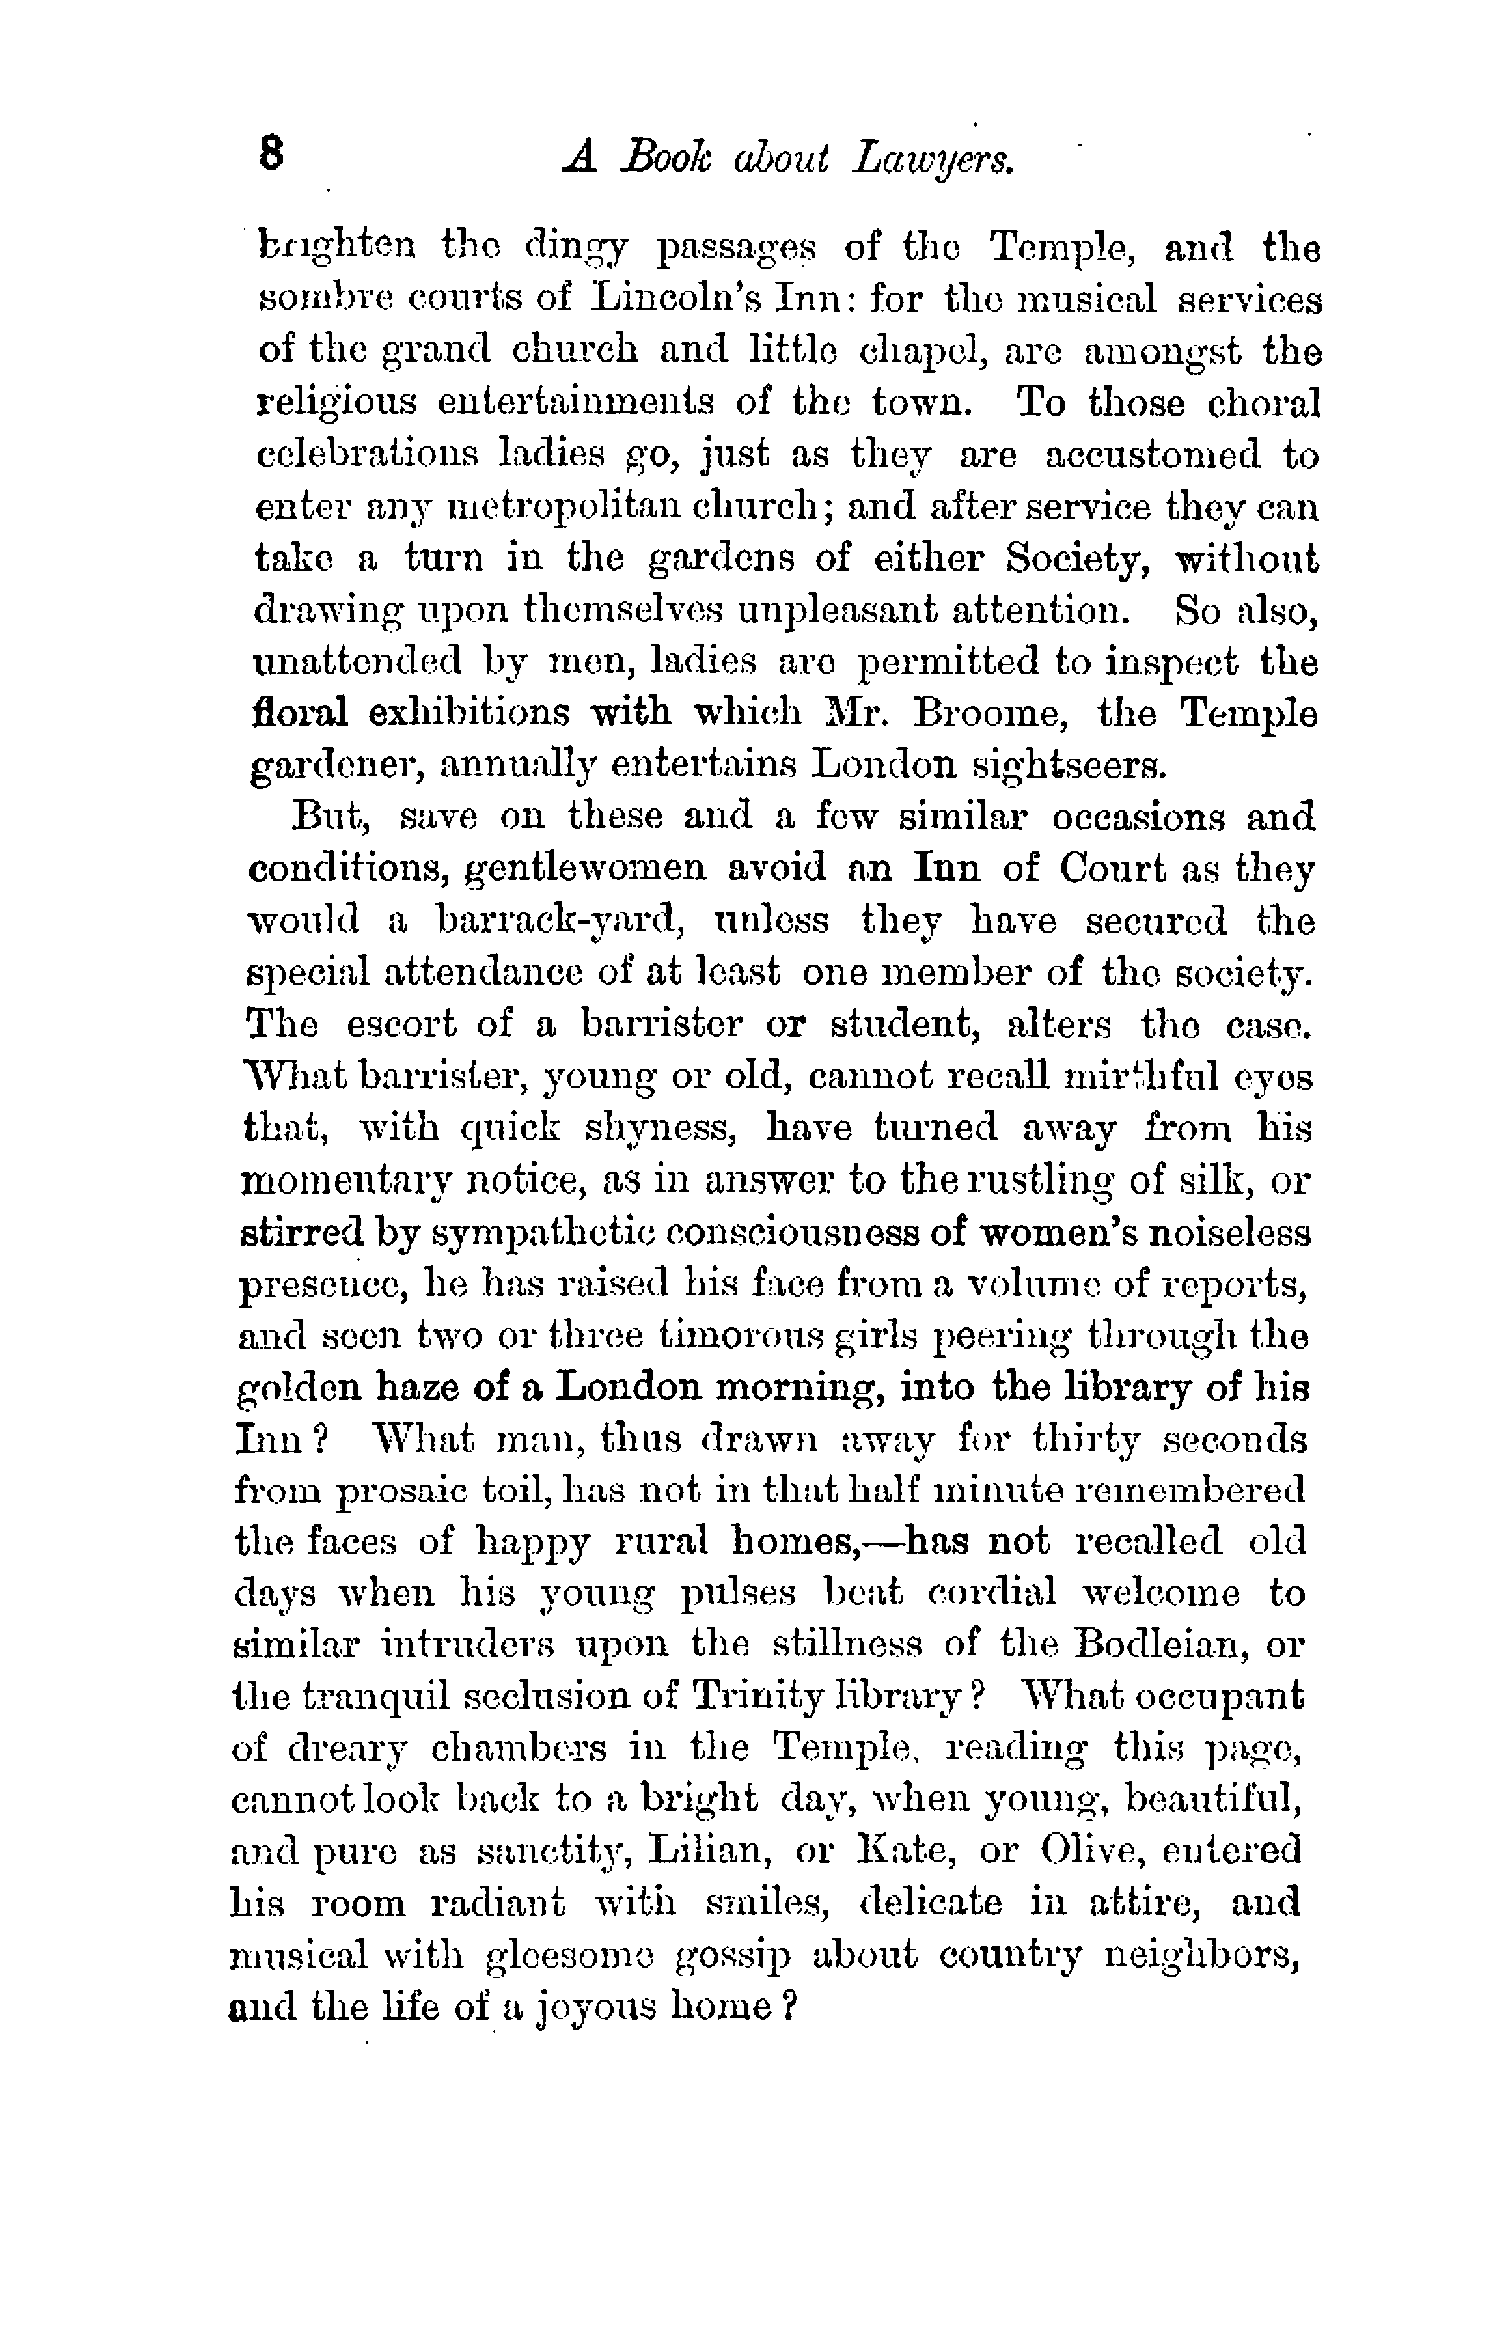 8 A Book about Lawyers.
brighten the dingy passages of the Temple, and the
sombre courts of Lincoln's Inn: for the musical services
of the grand church and little chapel, are amongst the
religious entertainments of the town. To those choral
celebrations ladies go, just as they are accustomed to
enter any metropolitan church; and after service they can
take a turn in the gardens of either Society, without
drawing upon themselves unpleasant attention. So also,
unattended by men, ladies are permitted to inspect the
floral exhibitions with which Mr. Broome, the Temple
gardener, annually entertains London sightseers.
But, save on these and a few similar occasions and
conditions, gentlewomen avoid an Inn of Court as they
would a barrack-yard, unless they have secured the
special attendance of at least one member of the society.
The escort of a barrister or student, alters the case.
What barrister, young or old, cannot recall mirthful eyes
that, with quick shyness, have turned away from his
momentary notice, as in answer to the rustling of silk, or
stirred by sympathetic consciousness of women's noiseless
presence, he has raised his face from a volume of reports,
and seen two or three timorous girls peering through the
golden haze of a London morning, into the library of his
Inn? What man, thus drawn away for thirty seconds
from prosaic toil, has not in that half minute remembered
the faces of happy rural homes,—has not recalled old
days when his young pulses beat cordial welcome to
similar intruders upon the stillness of the Bodleian, or
the tranquil seclusion of Trinity library? What occupant
of dreary chambers in the Temple, reading this page,
cannot look back to a bright day, when young, beautiful,
and pure as sanctity, Lilian, or Kate, or Olive, entered
his room radiant with smiles, delicate in attire, and
musical with gleesome gossip about country neighbors,
and the life of a joyous home?